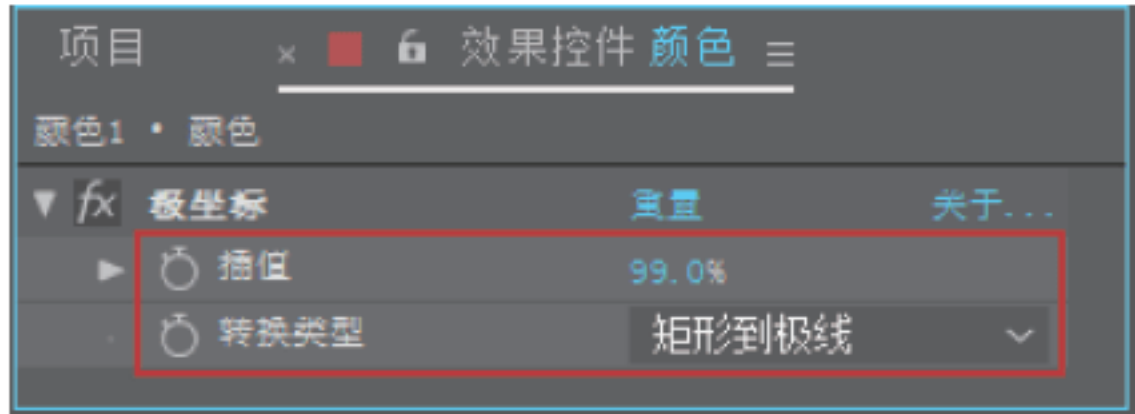 项目 × 效果控件 颜色 ≡
颜色1 • 颜色
fx 极坐标 重置 关于...
插值 99.0%
转换类型 矩形到极线